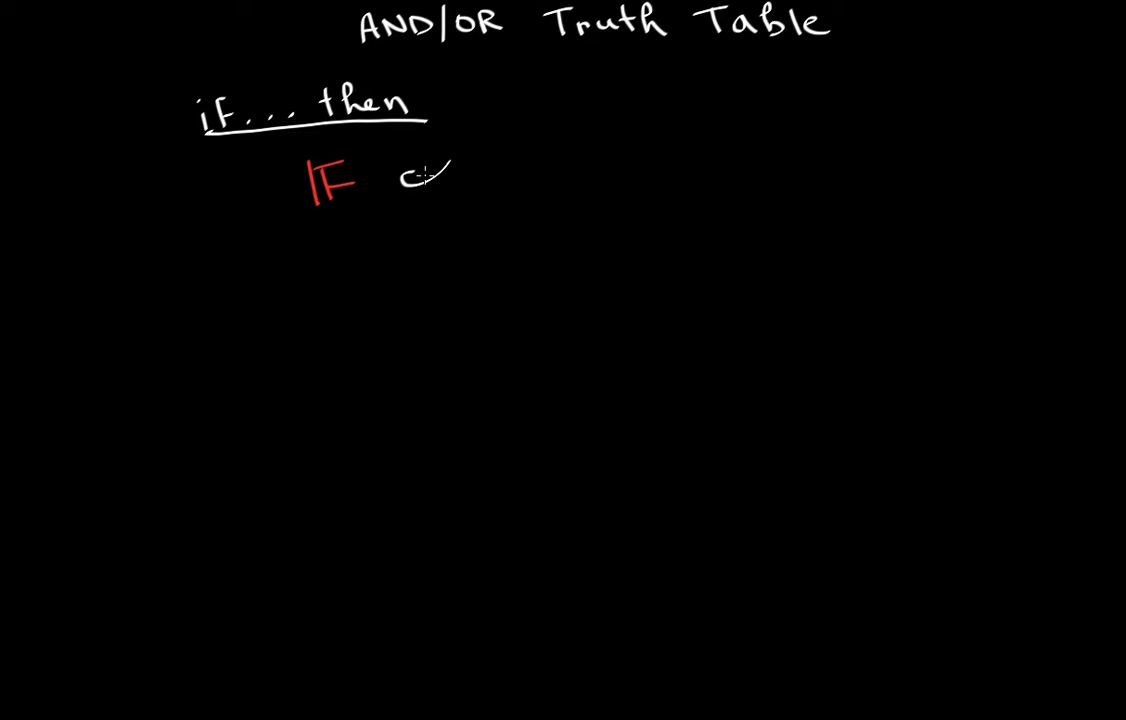 AND/OR Truth Table
if... then
IF